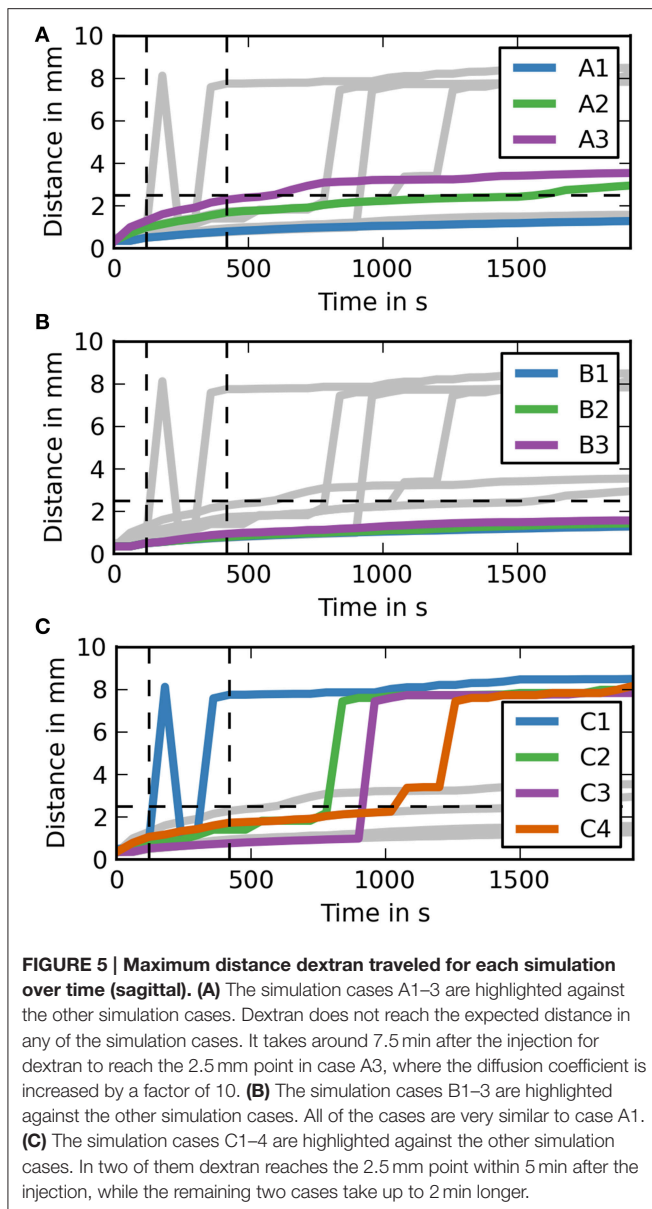 A
10
8
6
4
2
0
Distance in mm
A1
A2
A3
0 500 1000 1500
Time in s
B
10
8
6
4
2
0
Distance in mm
B1
B2
B3
0 500 1000 1500
Time in s
C
10
8
6
4
2
0
Distance in mm
C1
C2
C3
C4
0 500 1000 1500
Time in s
FIGURE 5 | Maximum distance dextran traveled for each simulation
over time (sagittal). (A) The simulation cases A1–3 are highlighted against
the other simulation cases. Dextran does not reach the expected distance in
any of the simulation cases. It takes around 7.5 min after the injection for
dextran to reach the 2.5 mm point in case A3, where the diffusion coefficient is
increased by a factor of 10. (B) The simulation cases B1–3 are highlighted
against the other simulation cases. All of the cases are very similar to case A1.
(C) The simulation cases C1–4 are highlighted against the other simulation
cases. In two of them dextran reaches the 2.5 mm point within 5 min after the
injection, while the remaining two cases take up to 2 min longer.